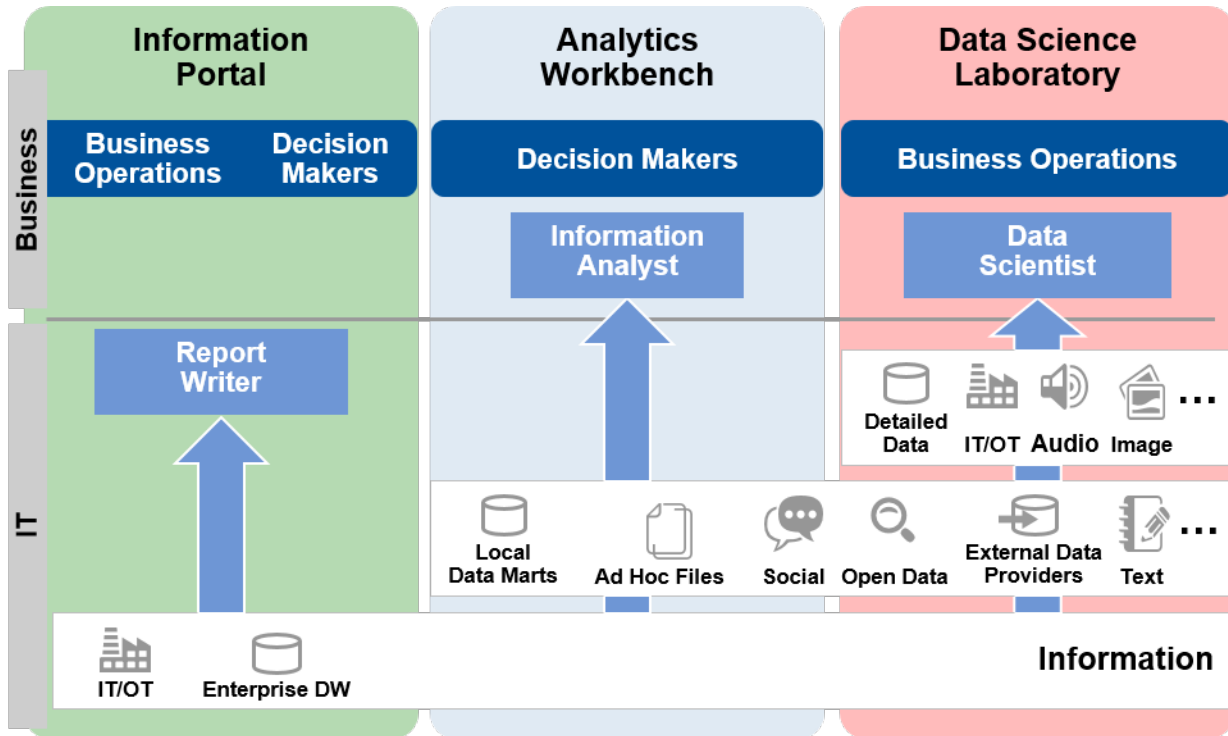 Information
Portal
Analytics
Workbench
Data Science
Laboratory
Business
Business
Operations
Decision
Makers
Decision Makers
Business Operations
Information
Analyst
Data
Scientist
IT
Report
Writer
Detailed
Data
IT/OT
Audio
Image
...
Local
Data Marts
Ad Hoc Files
Social
Open Data
External Data
Providers
Text
...
IT/OT
Enterprise DW
Information